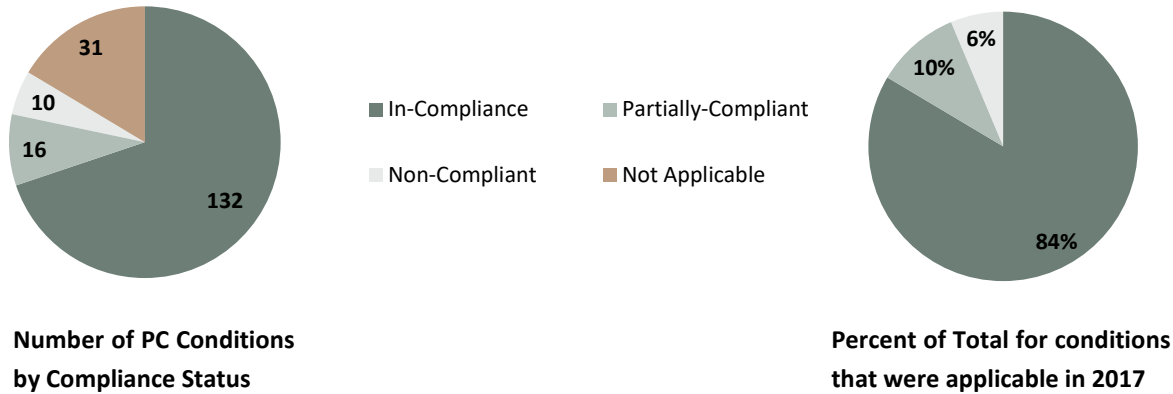 31
10
16
132
In-Compliance
Partially-Compliant
Non-Compliant
Not Applicable
6%
10%
84%
Number of PC Conditions
by Compliance Status
Percent of Total for conditions
that were applicable in 2017